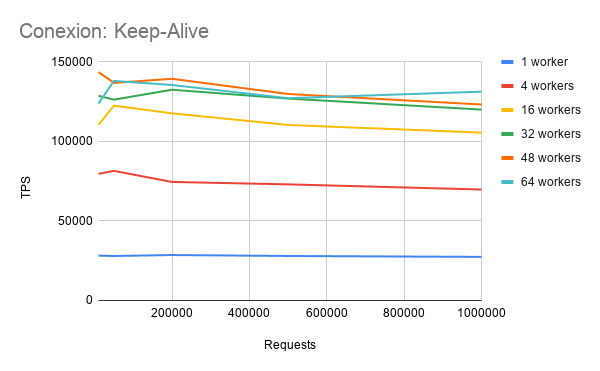 Conexion: Keep-Alive
150000
100000
50000
0
TPS
200000
400000
600000
800000
1000000
Requests
1 worker
4 workers
16 workers
32 workers
48 workers
64 workers